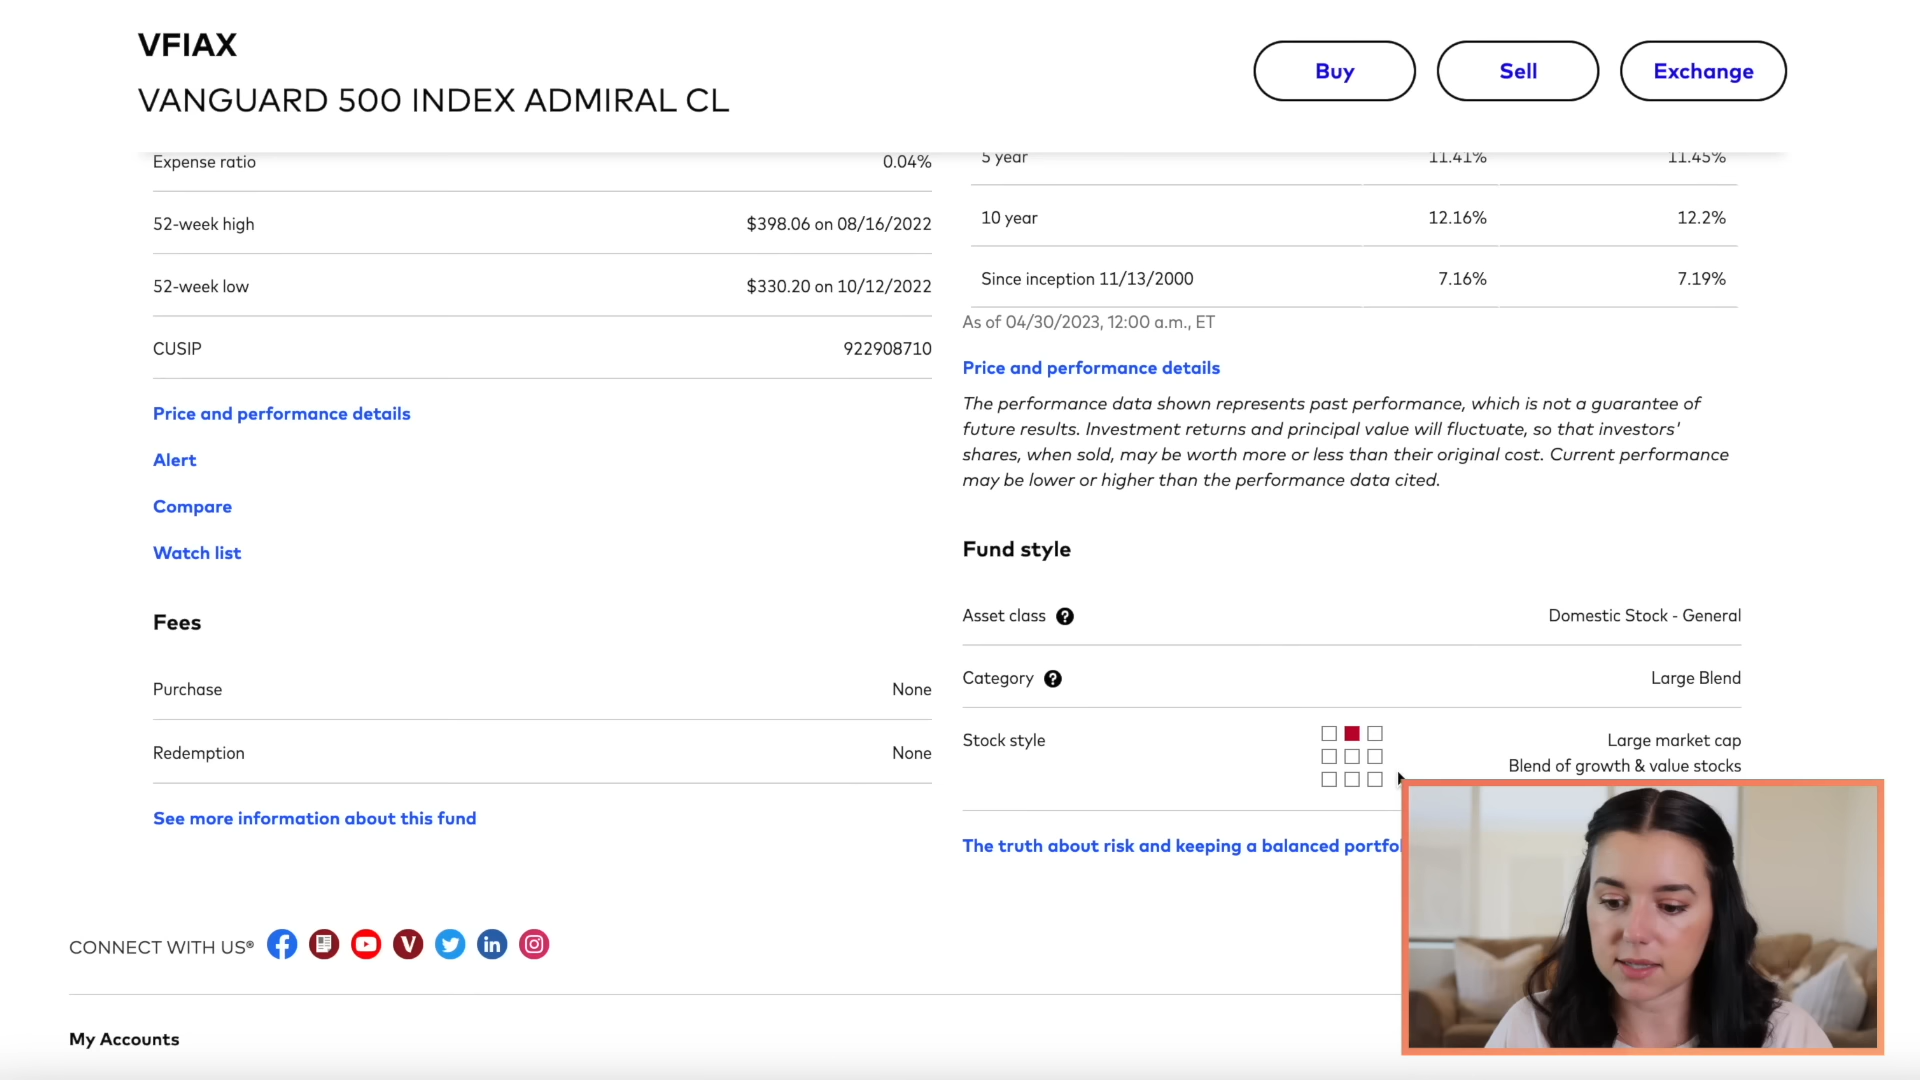 VFIAX
VANGUARD 500 INDEX ADMIRAL CL
Buy
Sell
Exchange
Expense ratio 0.04%
52-week high $398.06 on 08/16/2022
52-week low $330.20 on 10/12/2022
CUSIP 922908710
Price and performance details
Alert
Compare
Watch list
Fees
Purchase None
Redemption None
See more information about this fund
5 year 11.41% 11.45%
10 year 12.16% 12.2%
Since inception 11/13/2000 7.16% 7.19%
As of 04/30/2023, 12:00 a.m., ET
Price and performance details
The performance data shown represents past performance, which is not a guarantee of
future results. Investment returns and principal value will fluctuate, so that investors'
shares, when sold, may be worth more or less than their original cost. Current performance
may be lower or higher than the performance data cited.
Fund style
Asset class ? Domestic Stock - General
Category ? Large Blend
Stock style Large market cap
Blend of growth & value stocks
The truth about risk and keeping a balanced
CONNECT WITH US®
My Accounts